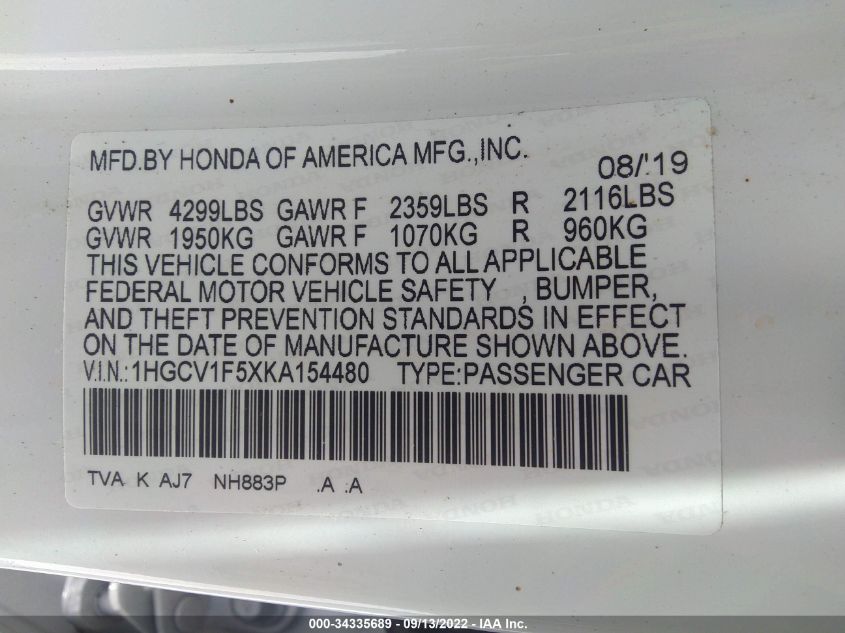 MFD.BY HONDA OF AMERICA MFG.,INC. 08/'19
GVWR 4299LBS GAWR F 2359LBS R 2116LBS
GVWR 1950KG GAWR F 1070KG R 960KG
THIS VEHICLE CONFORMS TO ALL APPLICABLE
FEDERAL MOTOR VEHICLE SAFETY , BUMPER,
AND THEFT PREVENTION STANDARDS IN EFFECT
ON THE DATE OF MANUFACTURE SHOWN ABOVE.
V.I.N.:1HGCV1F5XKA154480 TYPE:PASSENGER CAR
TVA K AJ7 NH883P .A .A
HONDA
000-34335689 - 09/13/2022 - IAA Inc.